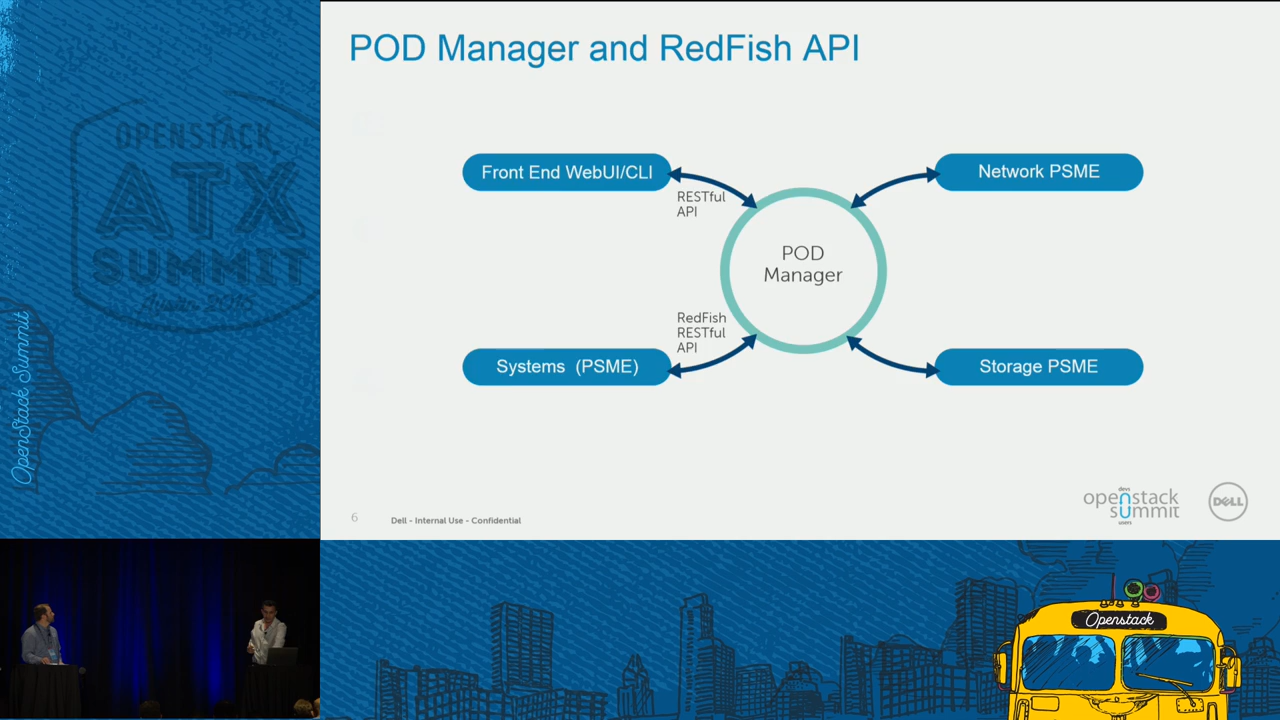 POD Manager and RedFish API
Front End WebUI/CLI
Network PSME
RESTful
API
POD
Manager
RedFish
RESTful
API
Systems (PSME)
Storage PSME
6
Dell - Internal Use - Confidential
devs
openstack
summit
users
DELL
OPENSTACK
ATX
SUMMIT
Austin 2016
OpenStack Summit
Openstack